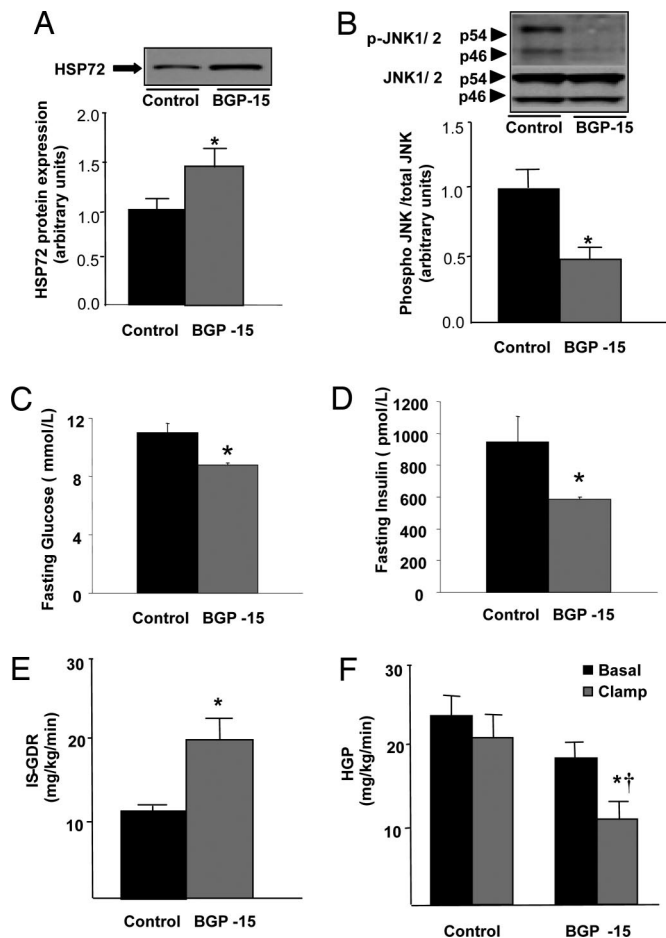 A
HSP72
Control BGP-15
HSP72 protein expression
(arbitrary units)
2.0
1.5
1.0
0.5
0.0
*
Control BGP -15
B
p-JNK1/ 2 p54
p46
JNK1/ 2 p54
p46
Control BGP-15
Phospho JNK /total JNK
(arbitrary units)
1.5
1.0
0.5
0.0
*
Control BGP -15
C
Fasting Glucose ( mmol/L)
12
9
6
4
0
*
Control BGP -15
D
Fasting Insulin ( pmol/L)
1200
1000
800
600
400
200
0
*
Control BGP -15
E
IS-GDR
(mg/kg/min)
30
20
10
*
Control BGP -15
F
HGP
(mg/kg/min)
30
20
10
Basal
Clamp
*†
Control BGP -15